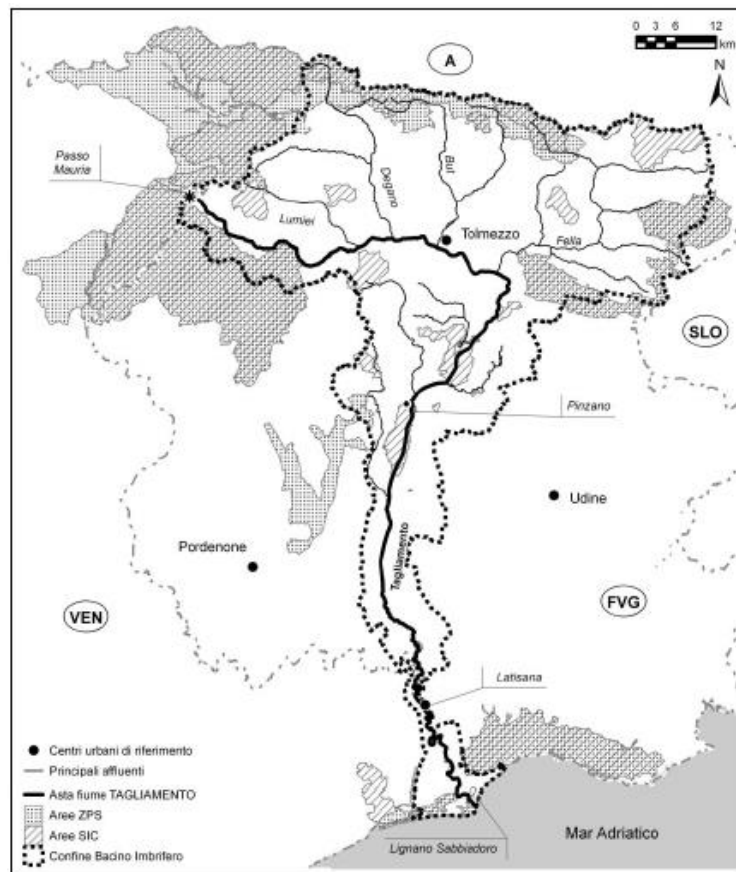 0 3 6 12
km
N
A
Passo
Mauria
Lumiei
Degano
But
Tolmezzo
Fella
SLO
Pinzano
Udine
Pordenone
Tagliamento
VEN
FVG
Latisana
Centri urbani di riferimento
Principali affluenti
Asta fiume TAGLIAMENTO
Aree ZPS
Aree SIC
Confine Bacino Imbrifero
Lignano Sabbiadoro
Mar Adriatico